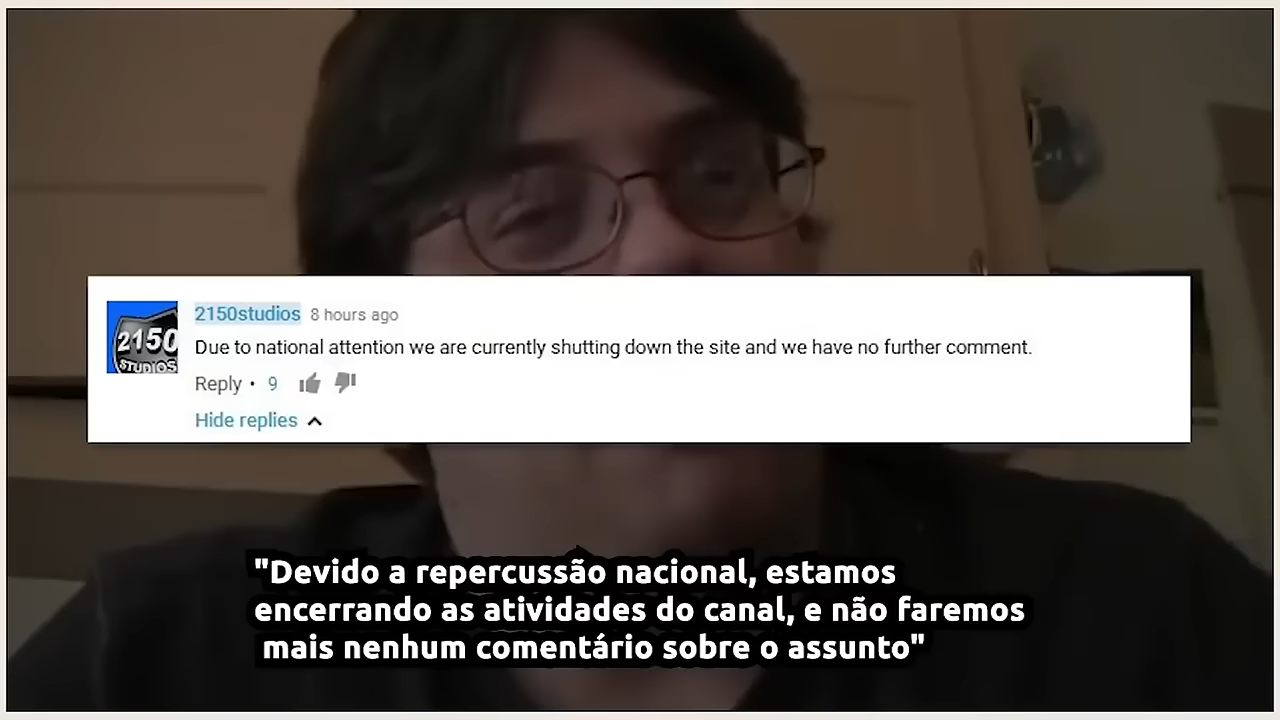 2150studios 8 hours ago
2150
STUDIOS
Due to national attention we are currently shutting down the site and we have no further comment.
Reply • 9
Hide replies
"Devido a repercussão nacional, estamos
encerrando as atividades do canal, e não faremos
mais nenhum comentário sobre o assunto"